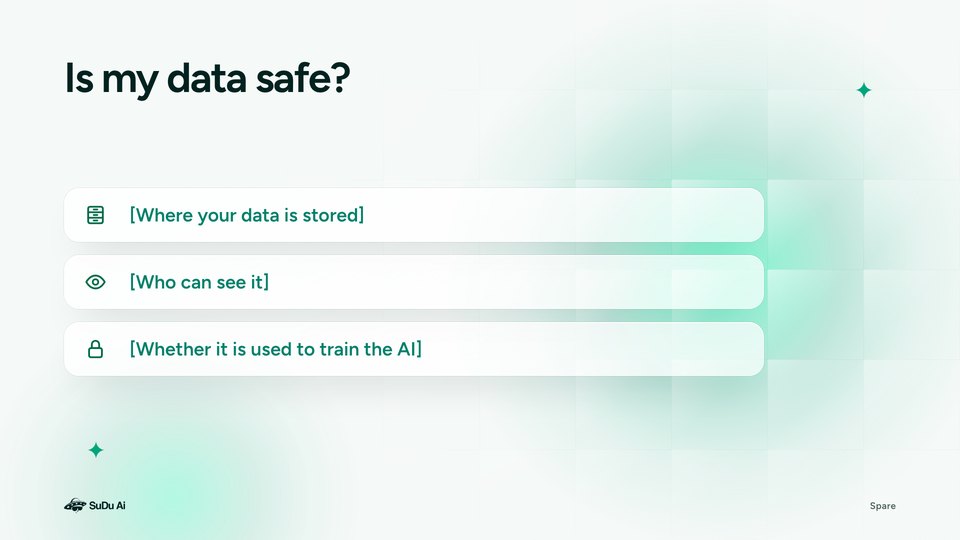 Is my data safe?
[Where your data is stored]
[Who can see it]
[Whether it is used to train the AI]
SuDu Ai
Spare